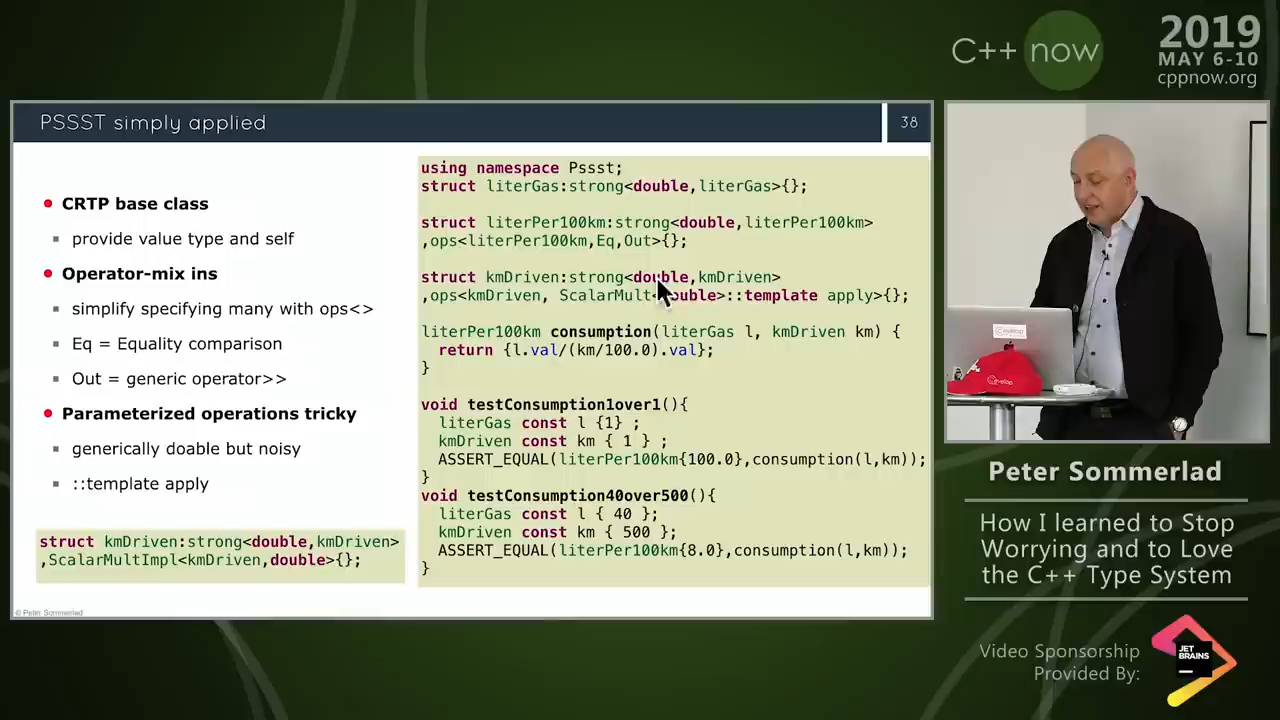 C++ now
2019
MAY 6-10
cppnow.org
PSSST simply applied
38
CRTP base class
provide value type and self
Operator-mix ins
simplify specifying many with ops<>
Eq = Equality comparison
Out = generic operator>>
Parameterized operations tricky
generically doable but noisy
::template apply
struct kmDriven:strong<double,kmDriven>
,ScalarMultImpl<kmDriven,double>{};
using namespace Pssst;
struct literGas:strong<double,literGas>{};
struct literPer100km:strong<double,literPer100km>
,ops<literPer100km,Eq,Out>{};
struct kmDriven:strong<double,kmDriven>
,ops<kmDriven, ScalarMult<double>::template apply>{};
literPer100km consumption(literGas l, kmDriven km) {
return {l.val/(km/100.0).val};
}
void testConsumption1over1(){
literGas const l {1} ;
kmDriven const km { 1 } ;
ASSERT_EQUAL(literPer100km{100.0},consumption(l,km));
}
void testConsumption40over500(){
literGas const l { 40 };
kmDriven const km { 500 };
ASSERT_EQUAL(literPer100km{8.0},consumption(l,km));
}
© Peter Sommerlad
Peter Sommerlad
How I learned to Stop
Worrying and to Love
the C++ Type System
Video Sponsorship
Provided By:
JET
BRAINS